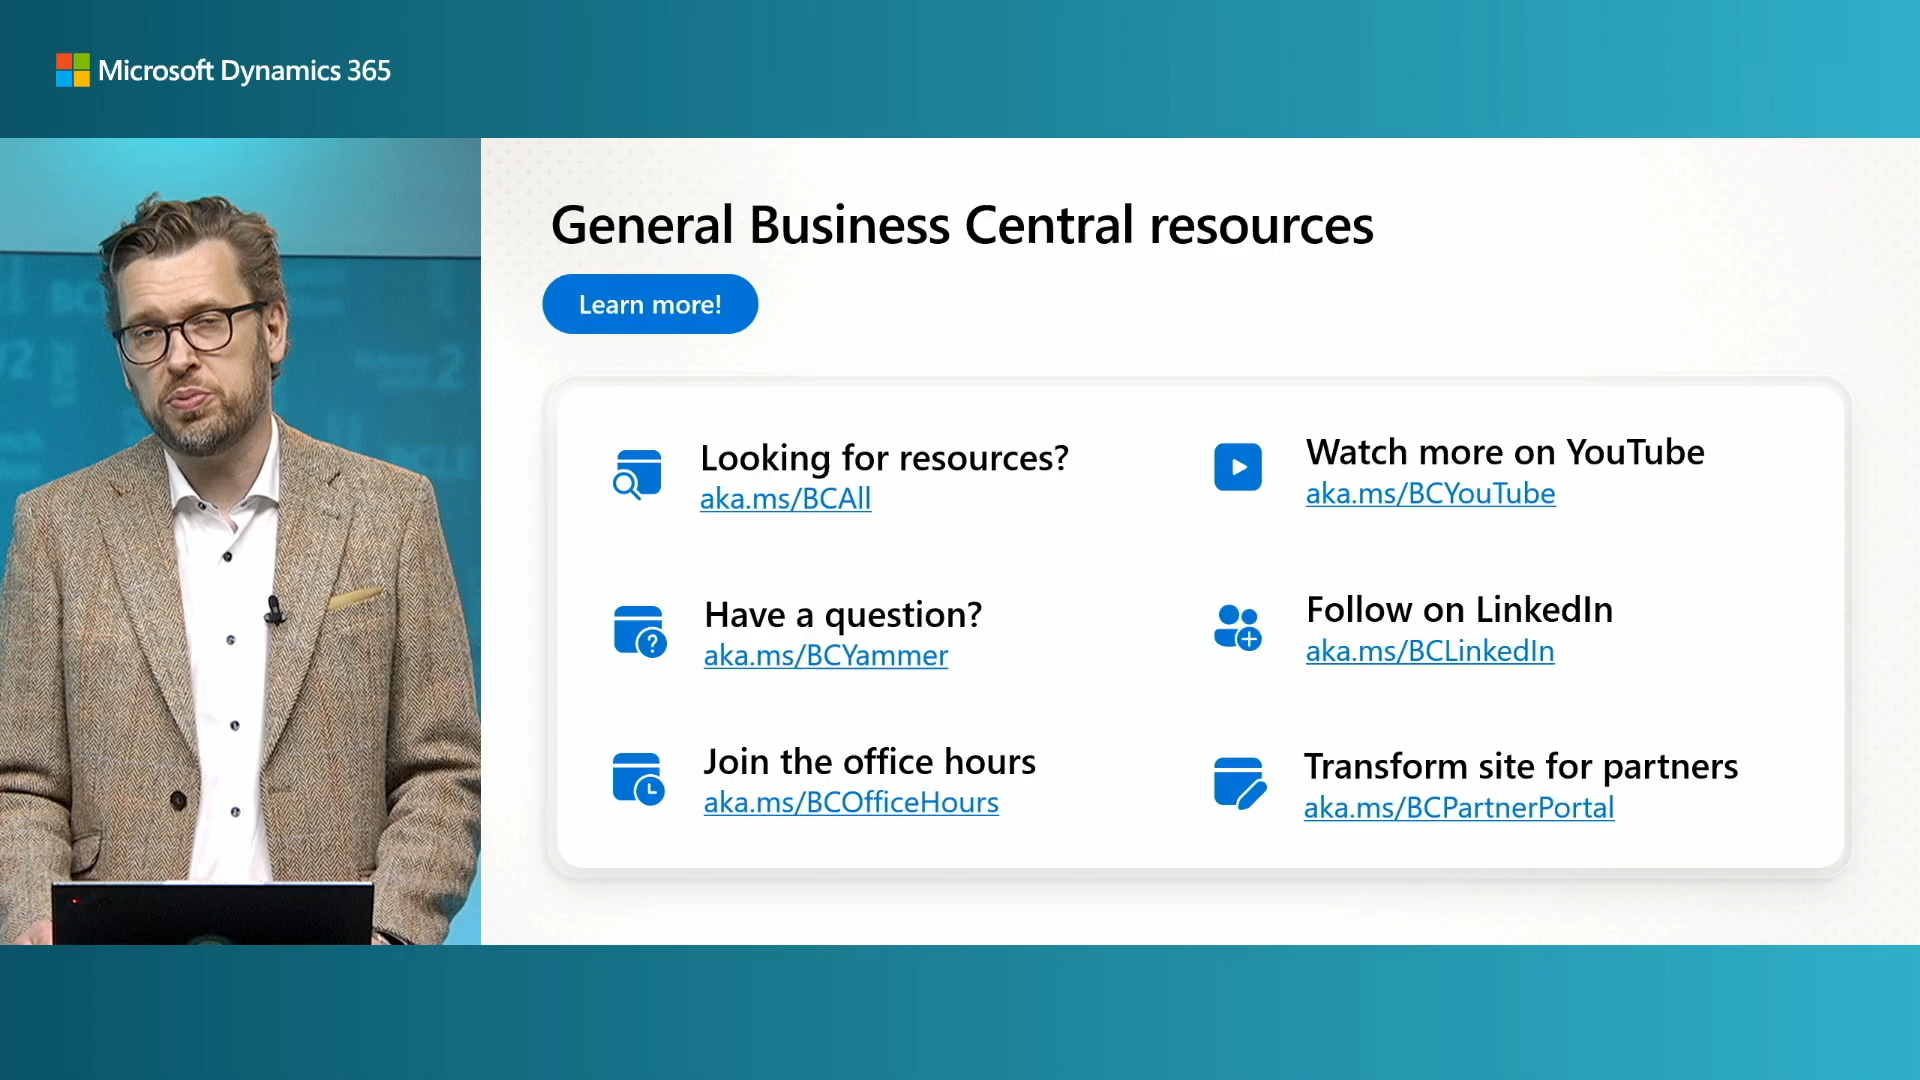 Microsoft Dynamics 365
General Business Central resources
Learn more!
Looking for resources?
aka.ms/BCAll
Have a question?
aka.ms/BCYammer
Join the office hours
aka.ms/BCOfficeHours
Watch more on YouTube
aka.ms/BCYouTube
Follow on LinkedIn
aka.ms/BCLinkedIn
Transform site for partners
aka.ms/BCPartnerPortal